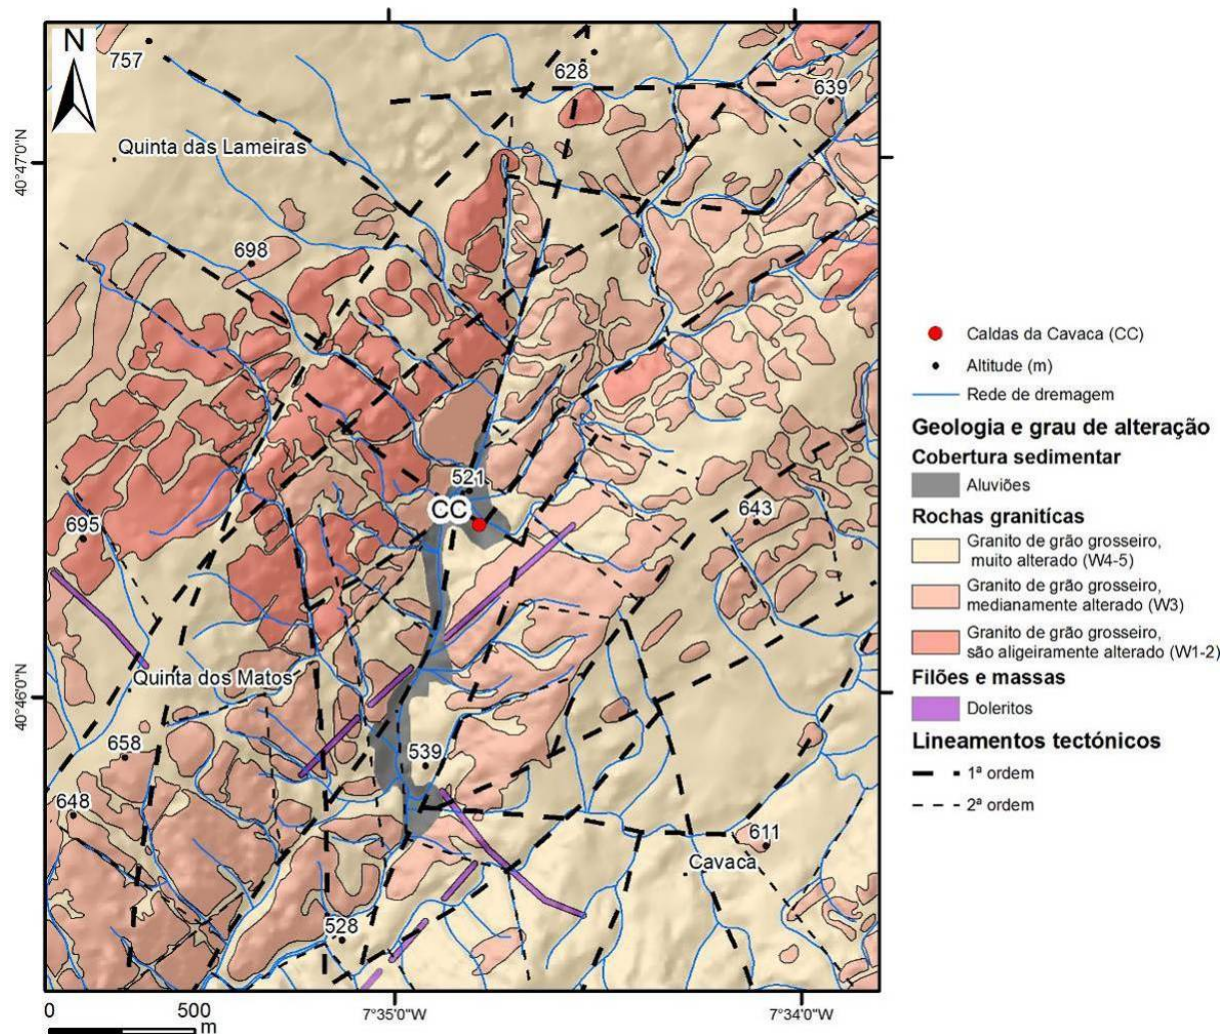 N
757
628
639
Quinta das Lameiras
40°47'0"N
698
521
CC
695
643
Quinta dos Matos
40°46'0"N
658
539
648
611
Cavaca
528
0 500
m
7°35'0"W
7°34'0"W
Caldas da Cavaca (CC)
Altitude (m)
Rede de dremagem
Geologia e grau de alteração
Cobertura sedimentar
Aluviões
Rochas graníticas
Granito de grão grosseiro,
muito alterado (W4-5)
Granito de grão grosseiro,
medianamente alterado (W3)
Granito de grão grosseiro,
são aligeiramente alterado (W1-2)
Filões e massas
Doleritos
Lineamentos tectónicos
1ª ordem
2ª ordem